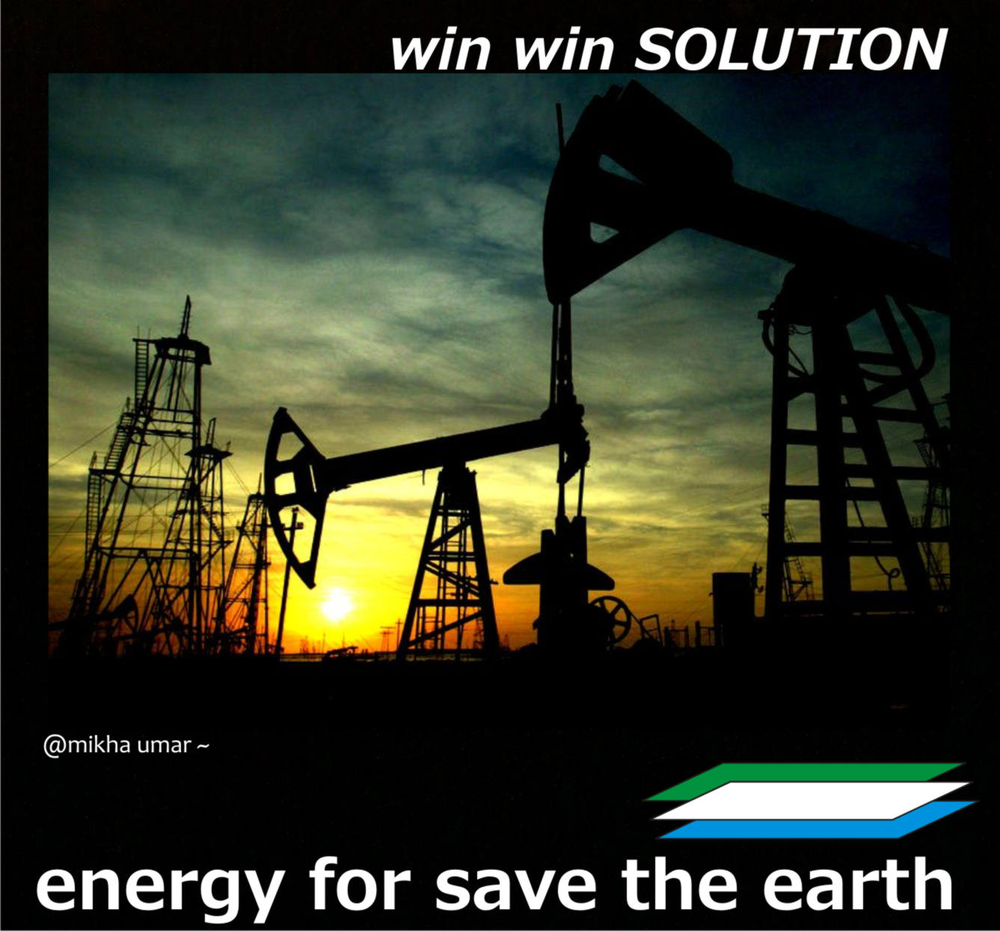 win win SOLUTION
@mikha umar ~
energy for save the earth